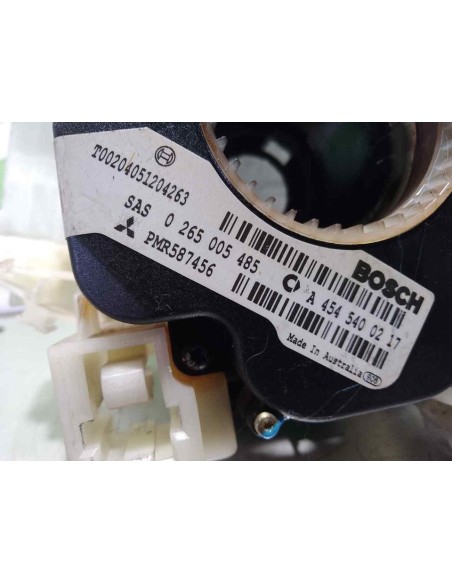 T00204051204263
SAS 0 265 005 485
PMR587456
BOSCH
A 454 540 02 17
Made In Australia